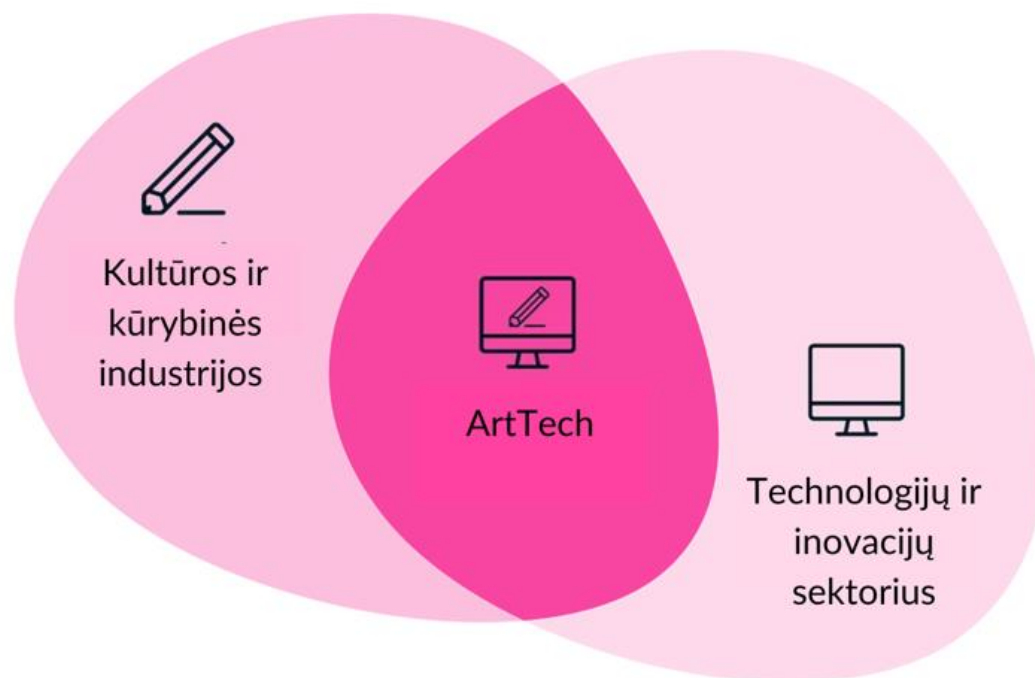 Kultūros ir
kūrybinės
industrijos
ArtTech
Technologijų ir
inovacijų
sektorius